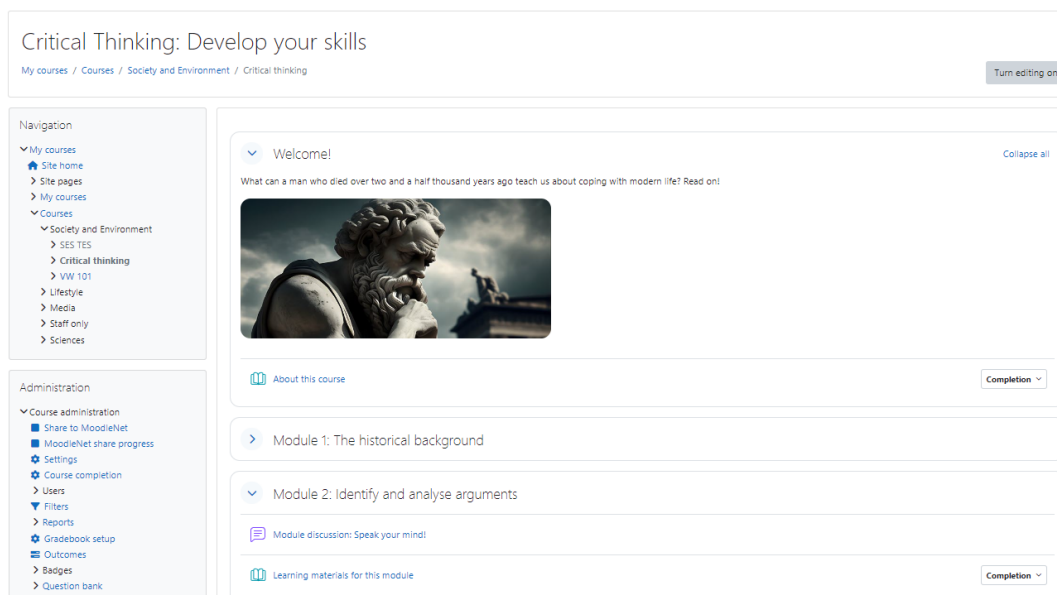 Critical Thinking: Develop your skills
My courses / Courses / Society and Environment / Critical thinking
Turn editing on
Navigation
My courses
Site home
Site pages
My courses
Courses
Society and Environment
SES TES
Critical thinking
VW 101
Lifestyle
Media
Staff only
Sciences
Administration
Course administration
Share to MoodleNet
MoodleNet share progress
Settings
Course completion
Users
Filters
Reports
Gradebook setup
Outcomes
Badges
Question bank
Welcome!
Collapse all
What can a man who died over two and a half thousand years ago teach us about coping with modern life? Read on!
About this course
Completion
Module 1: The historical background
Module 2: Identify and analyse arguments
Module discussion: Speak your mind!
Learning materials for this module
Completion